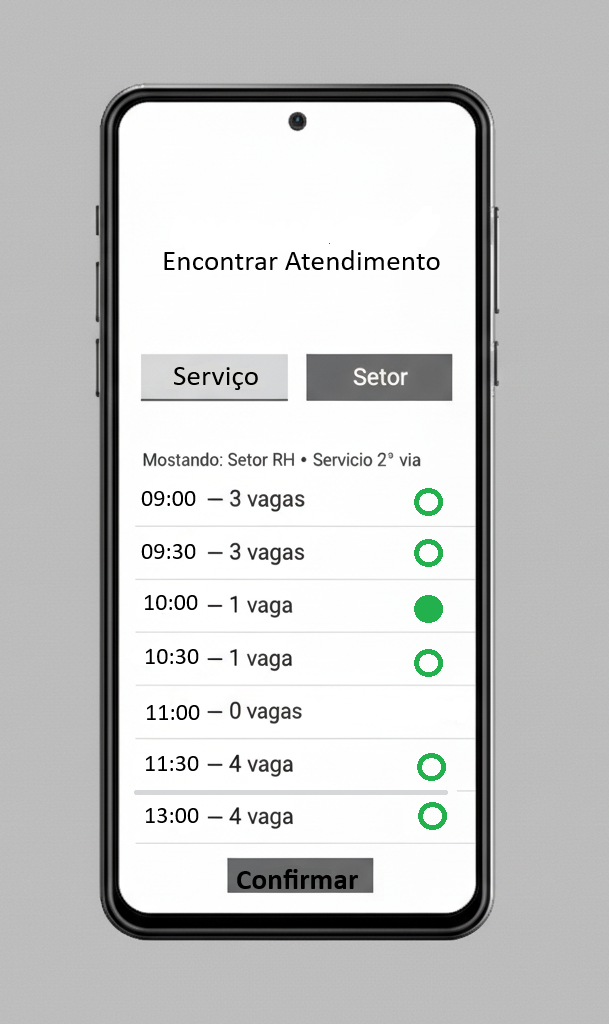 Encontrar Atendimento
Serviço Setor
Mostando: Setor RH • Servicio 2° via
09:00 – 3 vagas
09:30 – 3 vagas
10:00 – 1 vaga
10:30 – 1 vaga
11:00 – 0 vagas
11:30 – 4 vaga
13:00 – 4 vaga
Confirmar